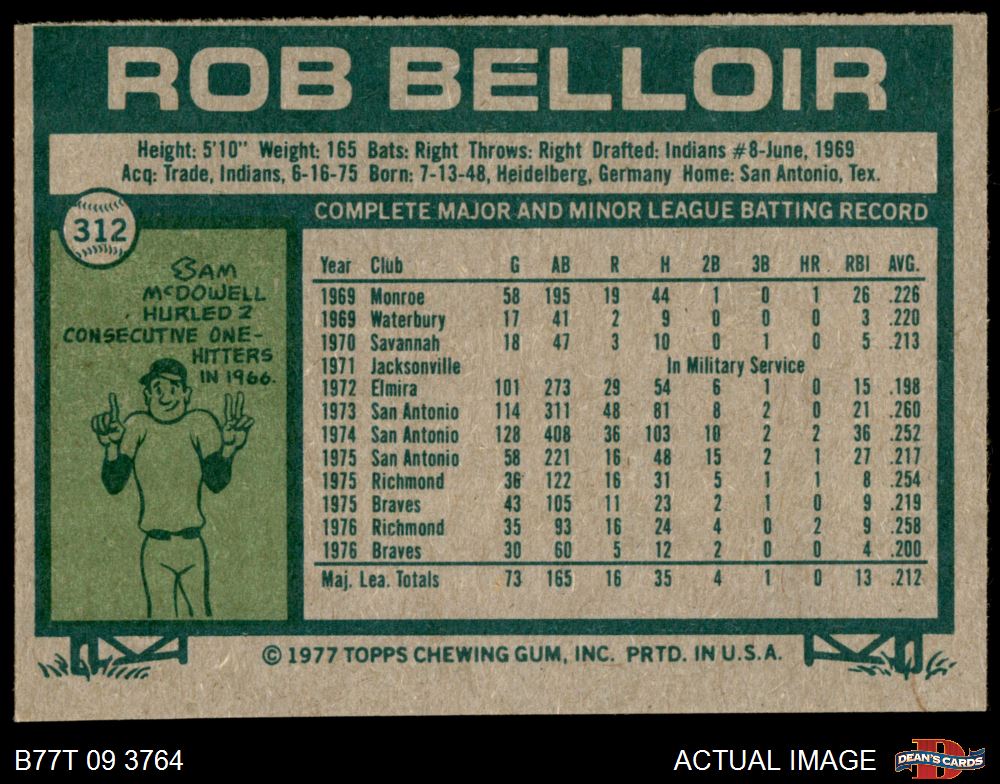 ROB BELLOIR
Height: 5'10" Weight: 165 Bats: Right Throws: Right Drafted: Indians #8-June, 1969
Acq: Trade, Indians, 6-16-75 Born: 7-13-48, Heidelberg, Germany Home: San Antonio, Tex.
312
COMPLETE MAJOR AND MINOR LEAGUE BATTING RECORD
SAM
McDOWELL
HURLED 2
CONSECUTIVE ONE-
HITTERS
IN 1966.
Year Club G AB R H 2B 3B HR RBI AVG.
1969 Monroe 58 195 19 44 1 0 1 26 .226
1969 Waterbury 17 41 2 9 0 0 0 3 .220
1970 Savannah 18 47 3 10 0 1 0 5 .213
1971 Jacksonville In Military Service
1972 Elmira 101 273 29 54 6 1 0 15 .198
1973 San Antonio 114 311 48 81 8 2 0 21 .260
1974 San Antonio 128 408 36 103 10 2 2 36 .252
1975 San Antonio 58 221 16 48 15 2 1 27 .217
1975 Richmond 36 122 16 31 5 1 1 8 .254
1975 Braves 43 105 11 23 2 1 0 9 .219
1976 Richmond 35 93 16 24 4 0 2 9 .258
1976 Braves 30 60 5 12 2 0 0 4 .200
Maj. Lea. Totals 73 165 16 35 4 1 0 13 .212
© 1977 TOPPS CHEWING GUM, INC. PRTD. IN U.S.A.
B77T 09 3764
ACTUAL IMAGE
D
DEAN'S CARDS